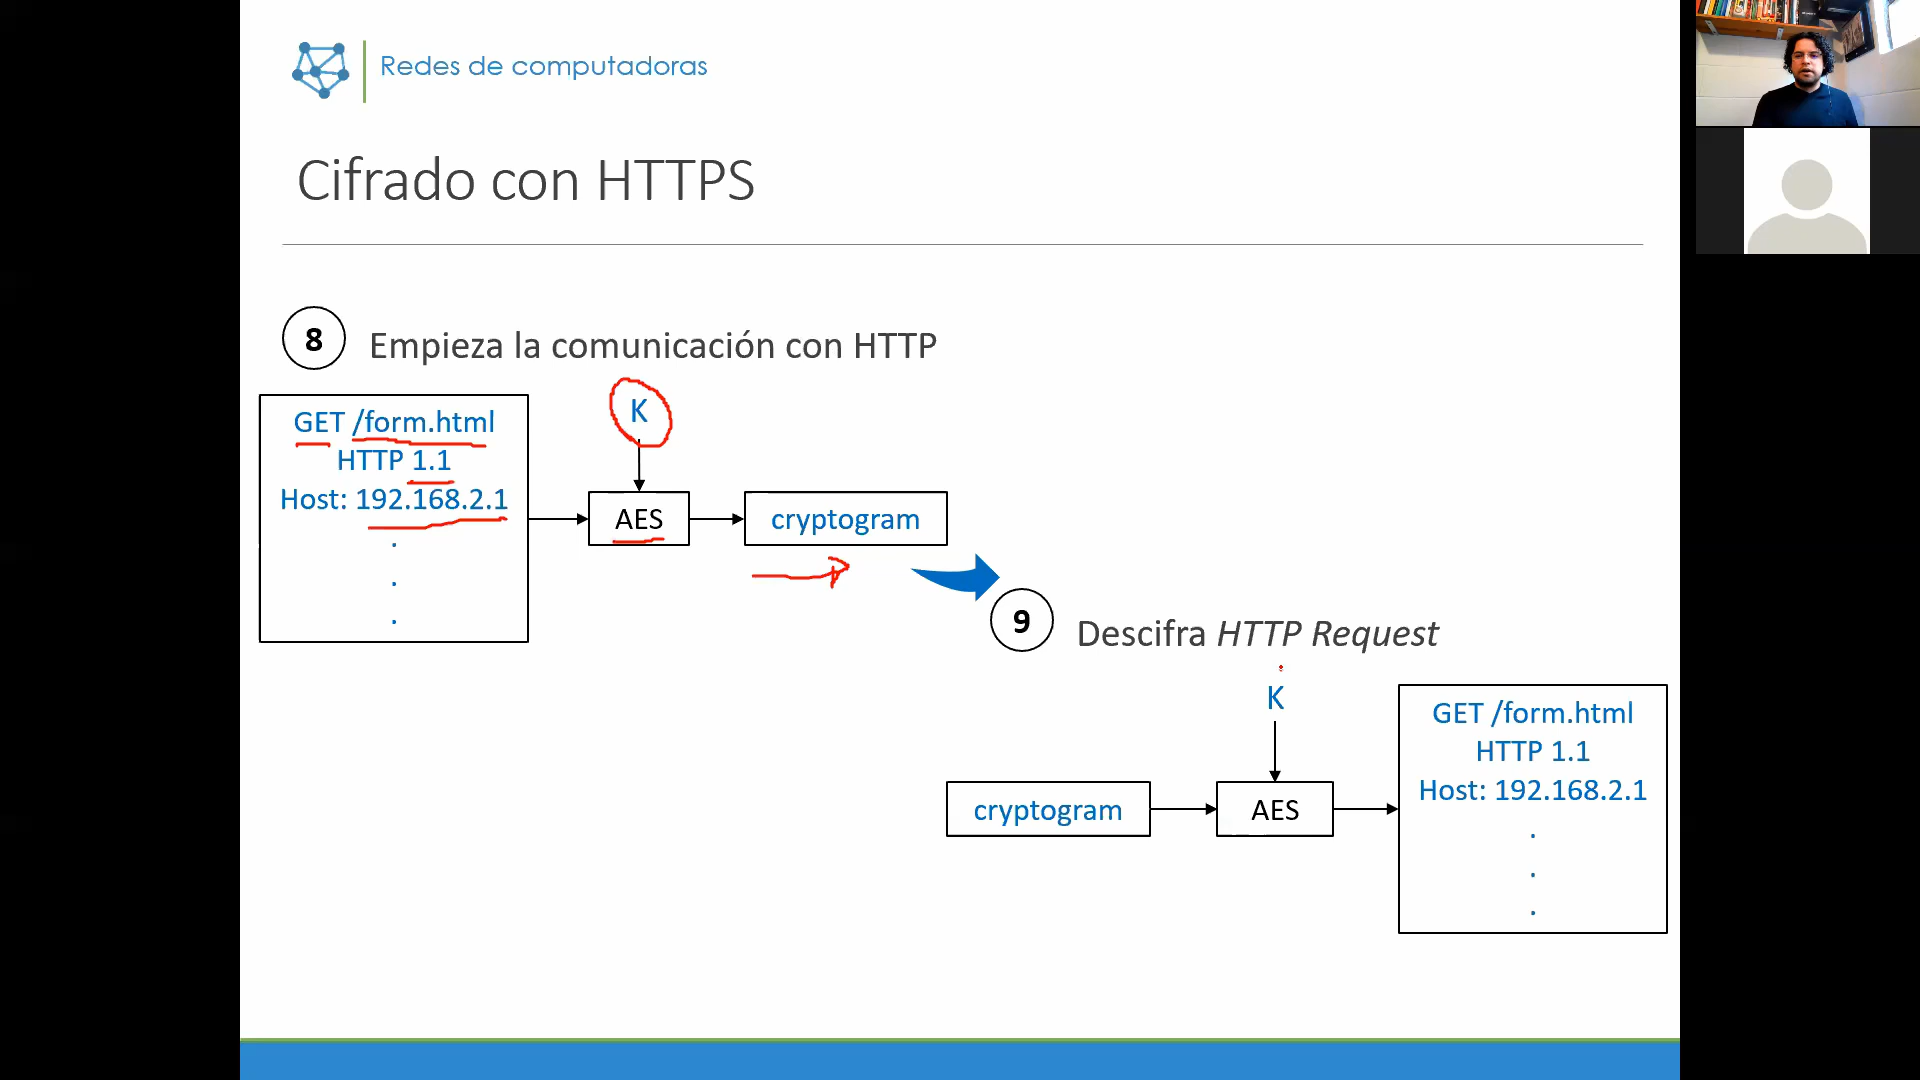 Redes de computadoras
Cifrado con HTTPS
8
Empieza la comunicación con HTTP
GET /form.html
HTTP 1.1
Host: 192.168.2.1
.
.
.
K
AES
cryptogram
9
Descifra HTTP Request
K
cryptogram
AES
GET /form.html
HTTP 1.1
Host: 192.168.2.1
.
.
.